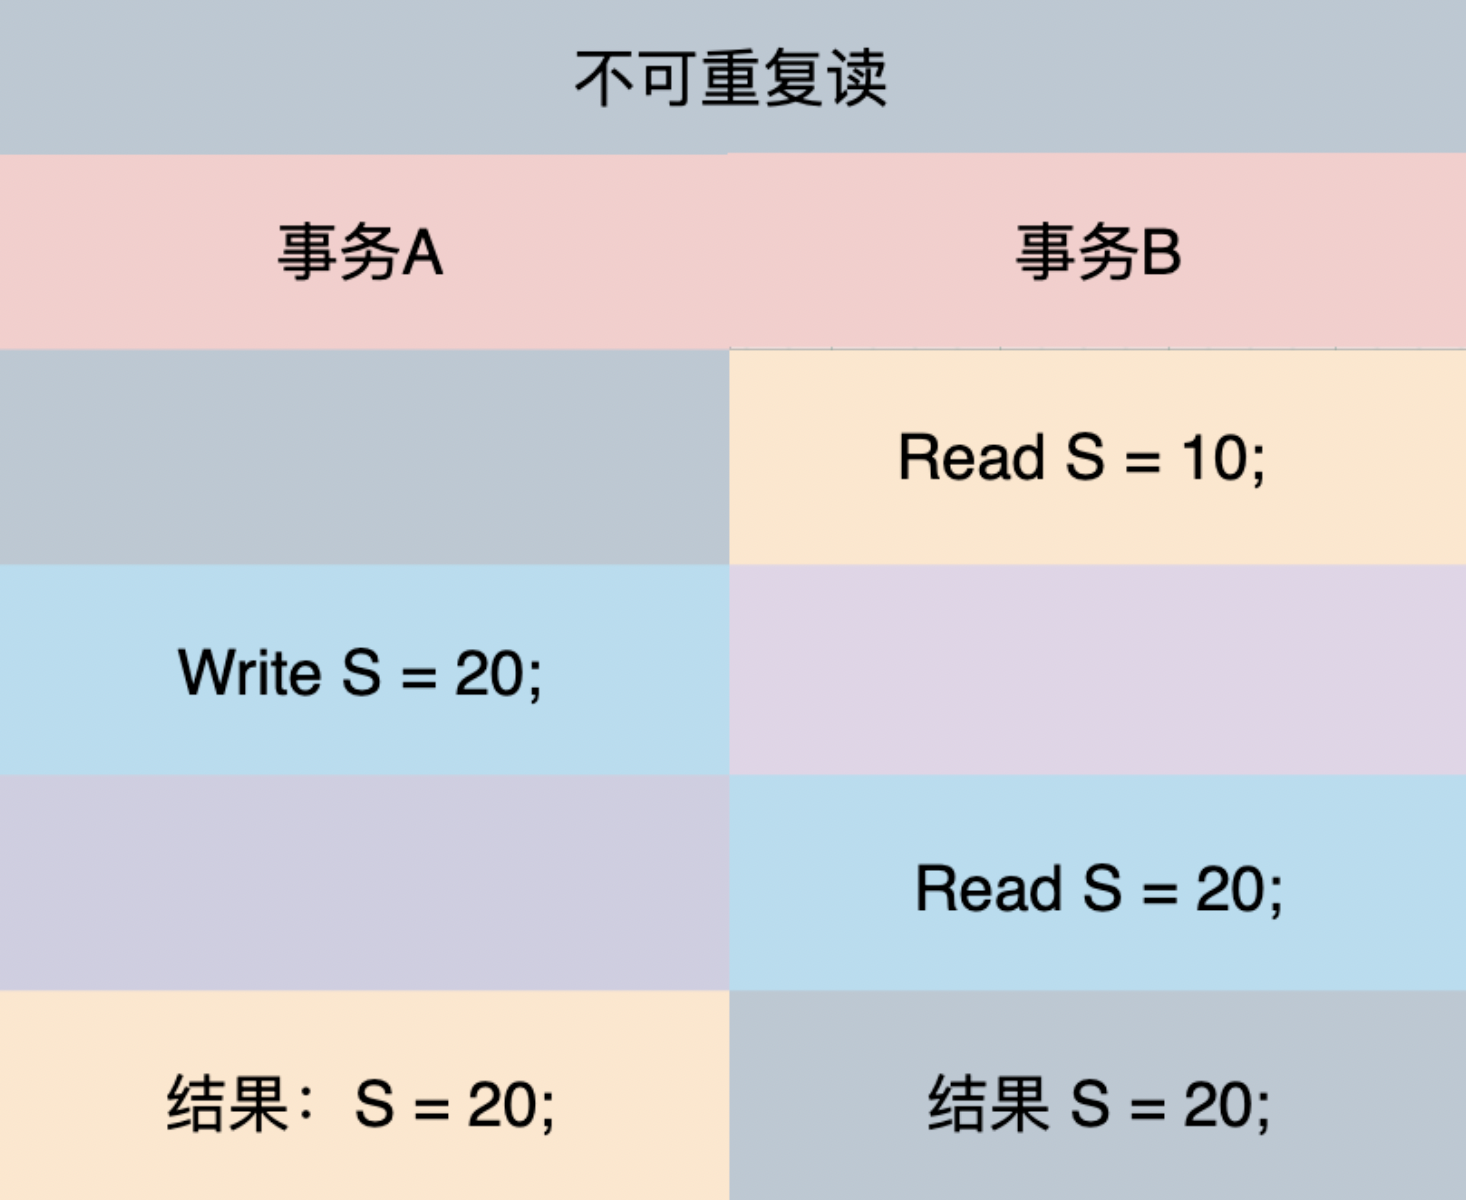 不可重复读
事务A
事务B
Read S = 10;
Write S = 20;
Read S = 20;
结果：S = 20;
结果 S = 20;